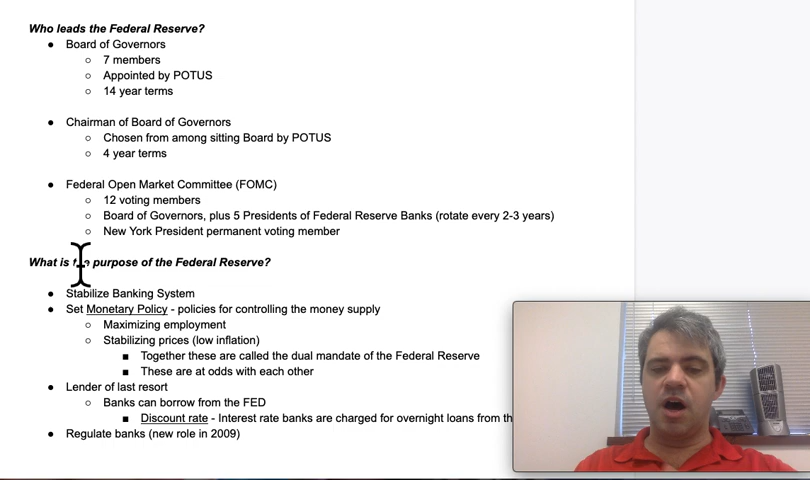 Who leads the Federal Reserve?
● Board of Governors
○ 7 members
○ Appointed by POTUS
○ 14 year terms
● Chairman of Board of Governors
○ Chosen from among sitting Board by POTUS
○ 4 year terms
● Federal Open Market Committee (FOMC)
○ 12 voting members
○ Board of Governors, plus 5 Presidents of Federal Reserve Banks (rotate every 2-3 years)
○ New York President permanent voting member
What is purpose of the Federal Reserve?
● Stabilize Banking System
● Set Monetary Policy - policies for controlling the money supply
○ Maximizing employment
○ Stabilizing prices (low inflation)
■ Together these are called the dual mandate of the Federal Reserve
■ These are at odds with each other
● Lender of last resort
○ Banks can borrow from the FED
■ Discount rate - Interest rate banks are charged for overnight loans from
● Regulate banks (new role in 2009)